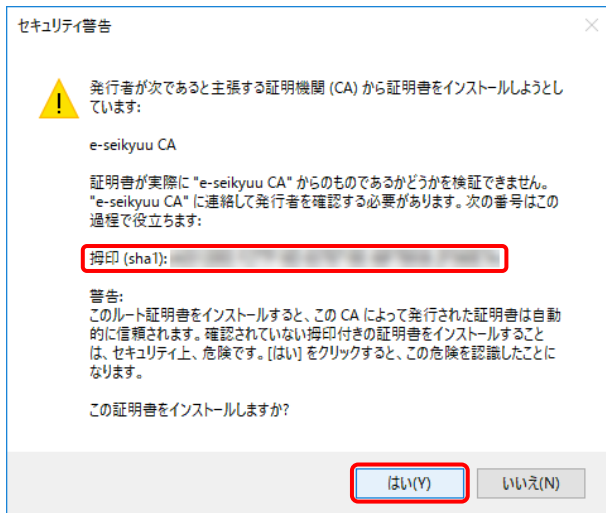 セキュリティ警告
発行者が次であると主張する証明機関 (CA) から証明書をインストールしようとし
ています:
e-seikyuu CA
証明書が実際に "e-seikyuu CA" からのものであるかどうかを検証できません。
"e-seikyuu CA" に連絡して発行者を確認する必要があります。次の番号はこの
過程で役立ちます:
拇印 (sha1):
警告:
このルート証明書をインストールすると、この CA によって発行された証明書は自動
的に信頼されます。確認されていない拇印付きの証明書をインストールすること
は、セキュリティ上、危険です。[はい] をクリックすると、この危険を認識したことに
なります。
この証明書をインストールしますか?
はい(Y)
いいえ(N)